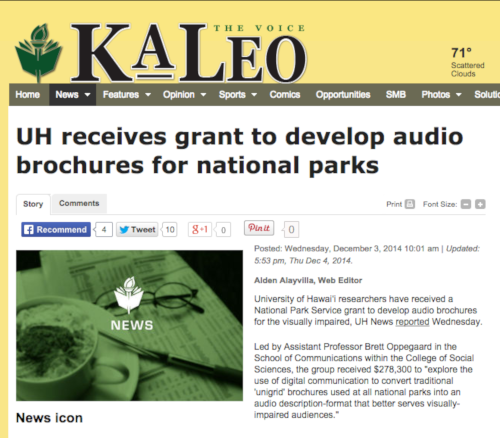 THE VOICE
KALEO
71°
Scattered
Clouds
Home News Features Opinion Sports Comics Opportunities SMB Photos Soluti
UH receives grant to develop audio
brochures for national parks
Story Comments
Print Font Size:
Recommend 4 Tweet 10 g+1 0 Pin it 0
Posted: Wednesday, December 3, 2014 10:01 am | Updated:
5:53 pm, Thu Dec 4, 2014.
Alden Alayvilla, Web Editor
University of Hawai'i researchers have received a
National Park Service grant to develop audio brochures
for the visually impaired, UH News reported Wednesday.
Led by Assistant Professor Brett Oppegaard in the
School of Communications within the College of Social
Sciences, the group received $278,300 to "explore the
use of digital communication to convert traditional
'unigrid' brochures used at all national parks into an
audio description-format that better serves visually-
impaired audiences."
NEWS
News icon